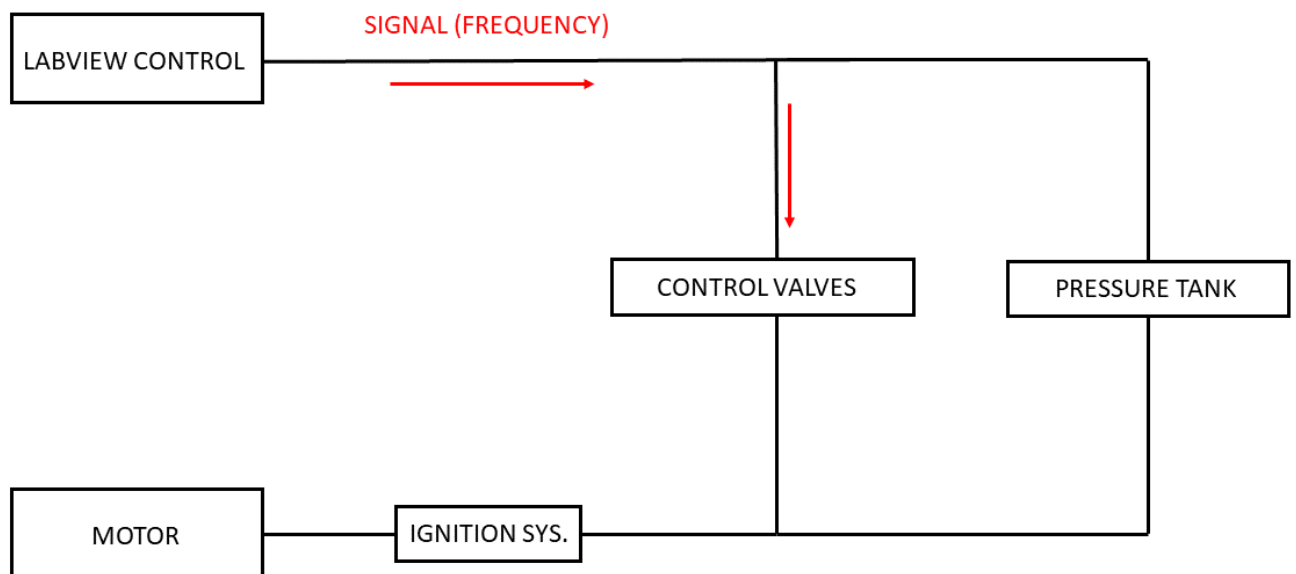 SIGNAL (FREQUENCY)
LABVIEW CONTROL
CONTROL VALVES
PRESSURE TANK
MOTOR
IGNITION SYS.